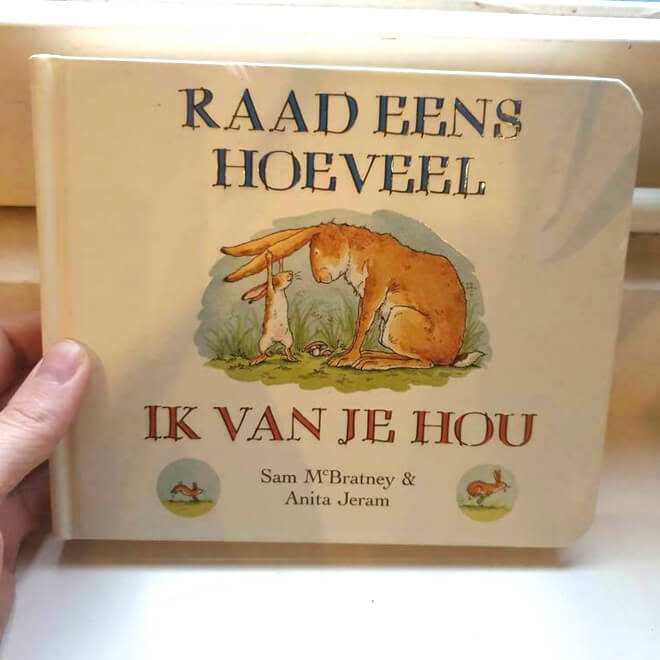 RAAD EENS
HOEVEEL
IK VAN JE HOU
Sam McBratney &
Anita Jeram